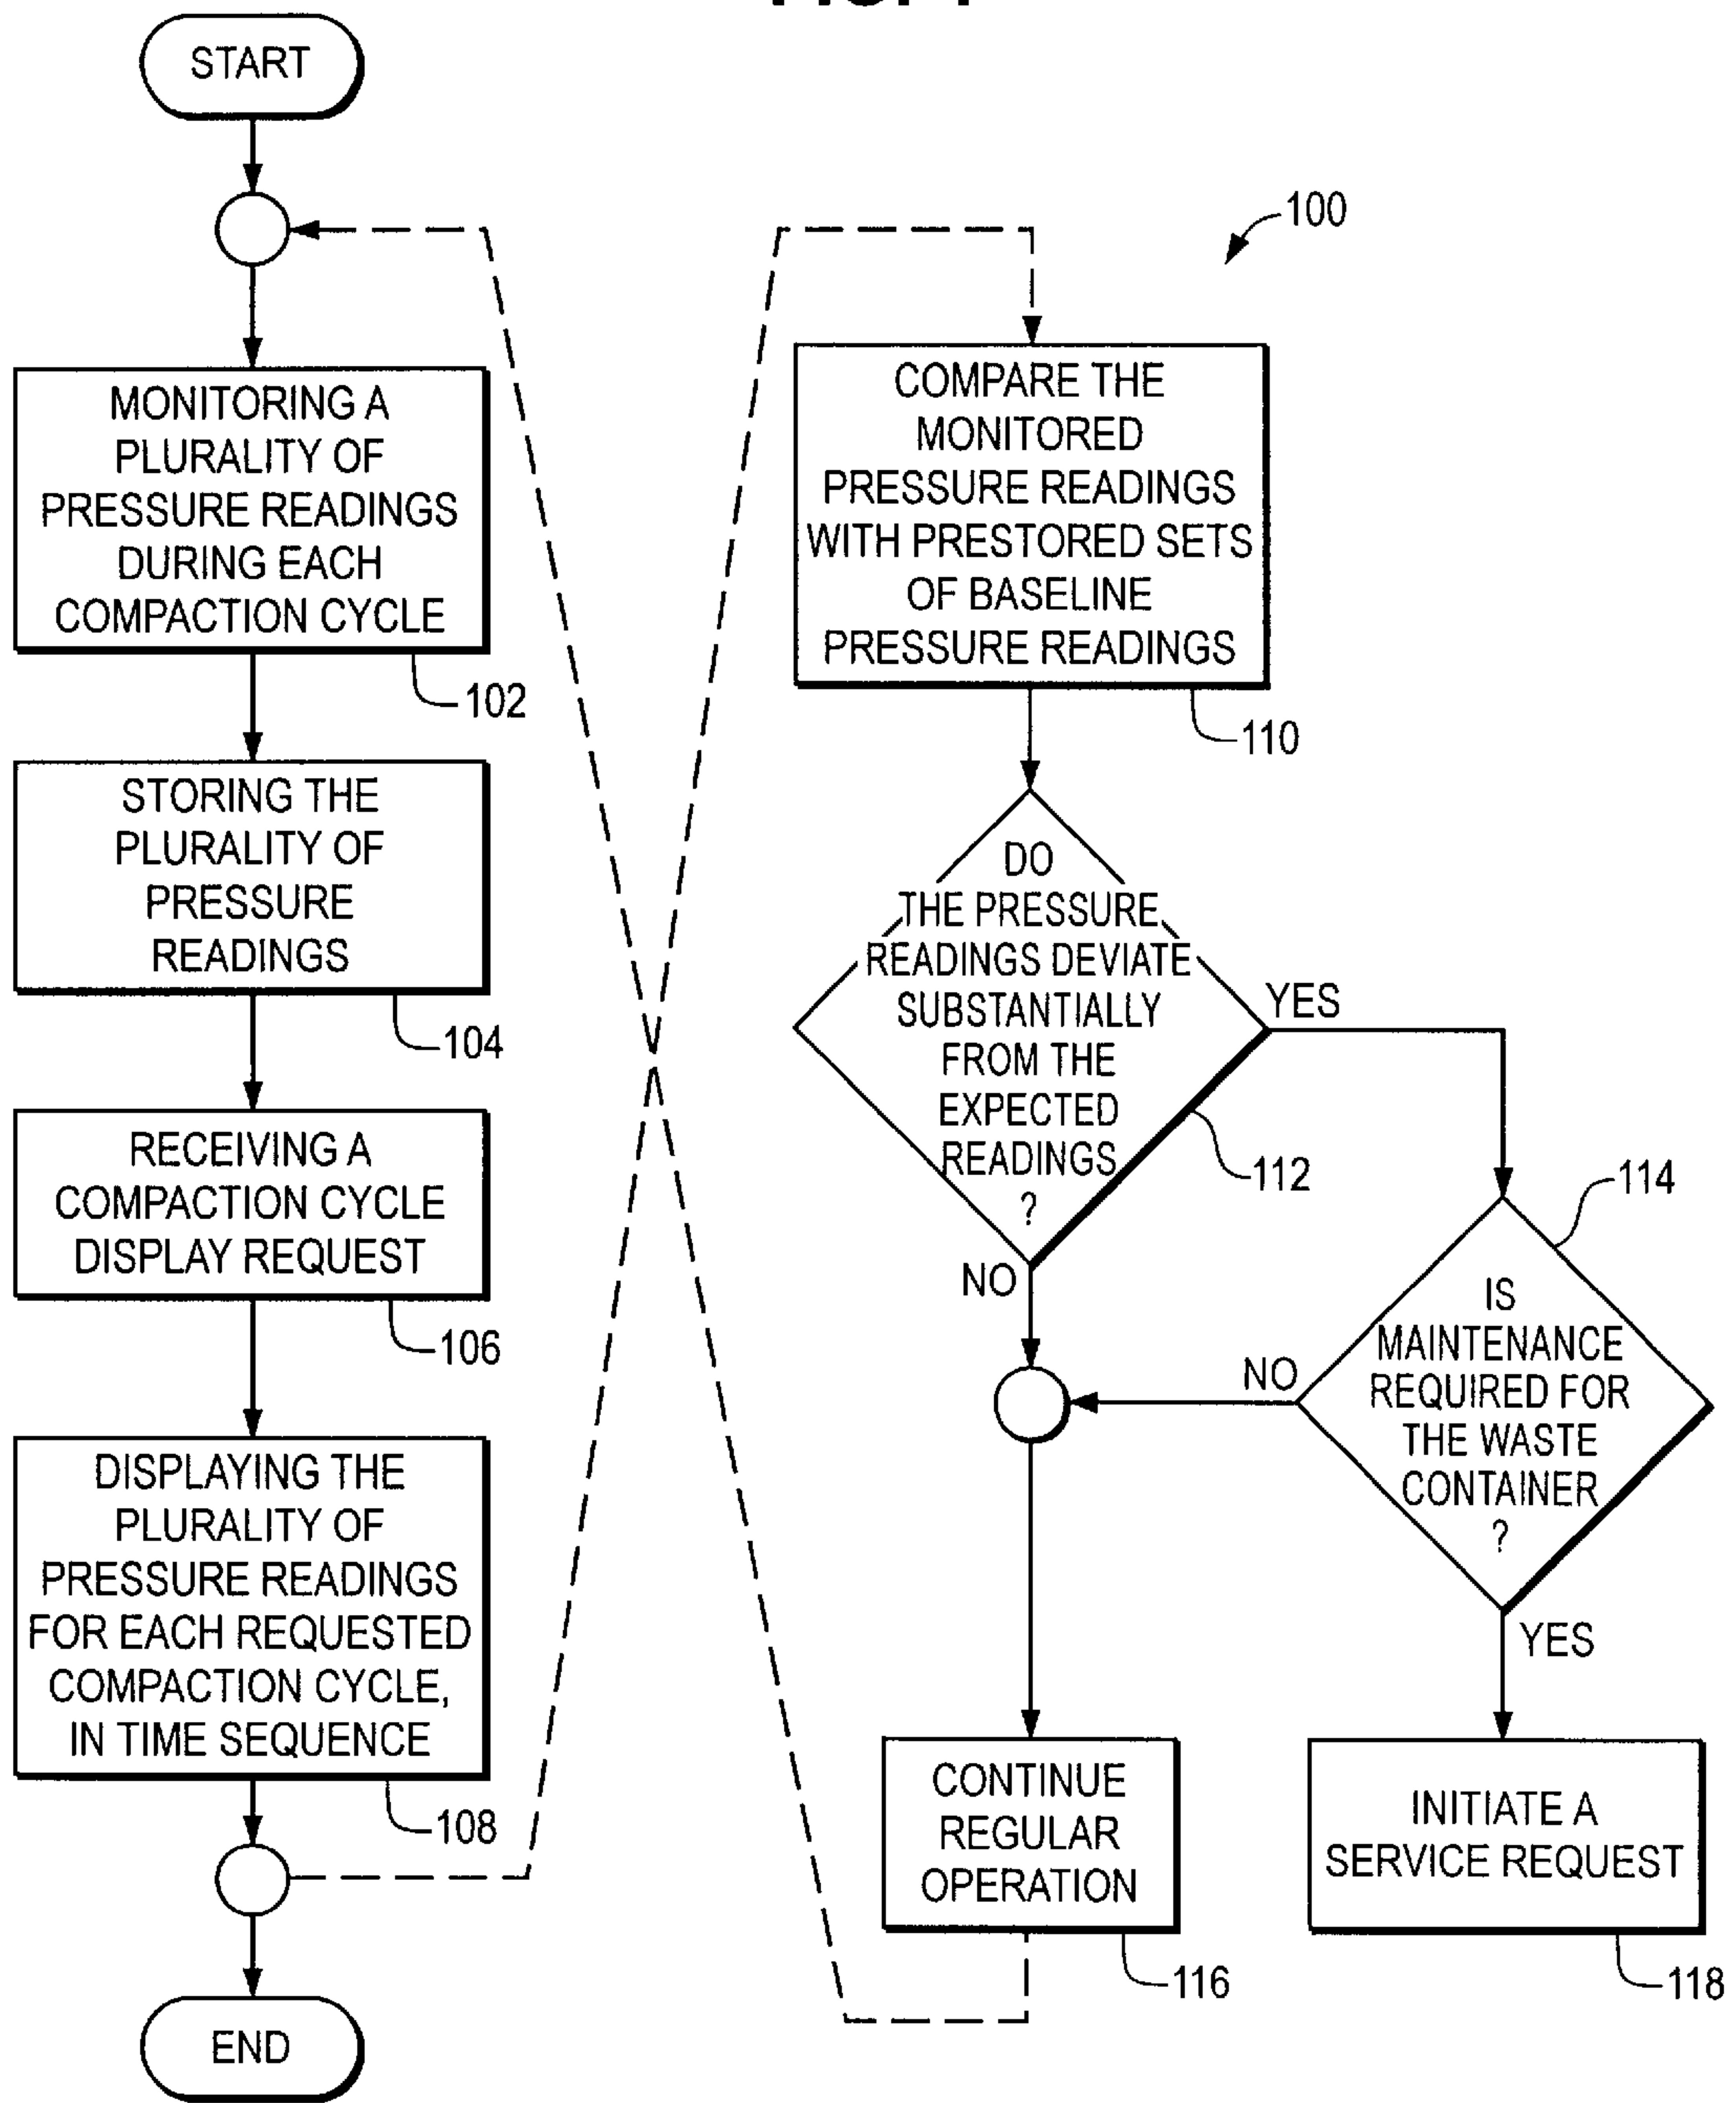 START
MONITORING A
PLURALITY OF
PRESSURE READINGS
DURING EACH
COMPACTION CYCLE
102
STORING THE
PLURALITY OF
PRESSURE
READINGS
104
RECEIVING A
COMPACTION CYCLE
DISPLAY REQUEST
106
DISPLAYING THE
PLURALITY OF
PRESSURE READINGS
FOR EACH REQUESTED
COMPACTION CYCLE,
IN TIME SEQUENCE
108
END
100
COMPARE THE
MONITORED
PRESSURE READINGS
WITH PRESTORED SETS
OF BASELINE
PRESSURE READINGS
110
DO
THE PRESSURE
READINGS DEVIATE
SUBSTANTIALLY
FROM THE
EXPECTED
READINGS
?
YES
112
NO
114
IS
MAINTENANCE
REQUIRED FOR
THE WASTE
CONTAINER
?
NO
YES
CONTINUE
REGULAR
OPERATION
116
INITIATE A
SERVICE REQUEST
118